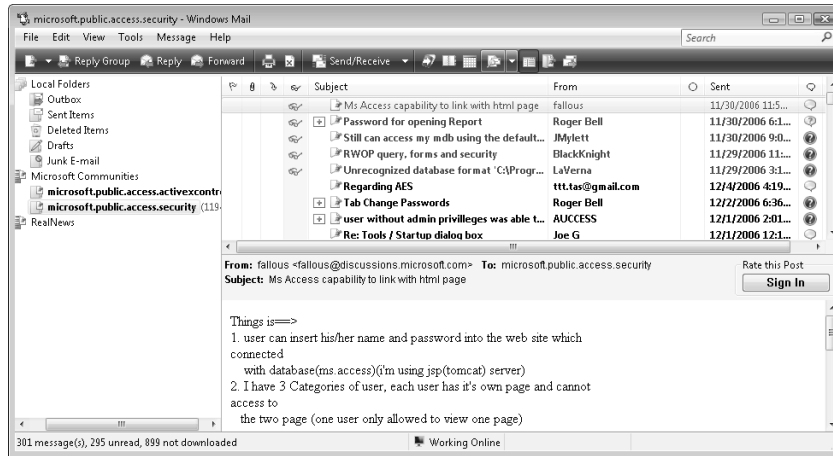 microsoft.public.access.security - Windows Mail
File Edit View Tools Message Help
Search
Reply Group Reply Forward Send/Receive
Local Folders
Outbox
Sent Items
Deleted Items
Drafts
Junk E-mail
Microsoft Communities
microsoft.public.access.activexcontr
microsoft.public.access.security (119
RealNews
Subject From Sent
Ms Access capability to link with html page fallous 11/30/2006 11:5...
Password for opening Report Roger Bell 11/30/2006 6:1...
Still can access my mdb using the default... JMylett 11/30/2006 9:0...
RWOP query, forms and security BlackKnight 11/29/2006 11:...
Unrecognized database format 'C:\Progr... LaVerna 11/29/2006 3:1...
Regarding AES ttt.tas@gmail.com 12/4/2006 4:19...
Tab Change Passwords Roger Bell 12/2/2006 6:36...
user without admin privilleges was able t... AUCCESS 12/1/2006 2:01...
Re: Tools / Startup dialog box Joe G 12/1/2006 12:1...
From: fallous <fallous@discussions.microsoft.com> To: microsoft.public.access.security
Subject: Ms Access capability to link with html page
Rate this Post
Sign In
Things is==>
1. user can insert his/her name and password into the web site which
connected
with database(ms.access)(i'm using jsp(tomcat) server)
2. I have 3 Categories of user, each user has it's own page and cannot
access to
the two page (one user only allowed to view one page)
301 message(s), 295 unread, 899 not downloaded
Working Online